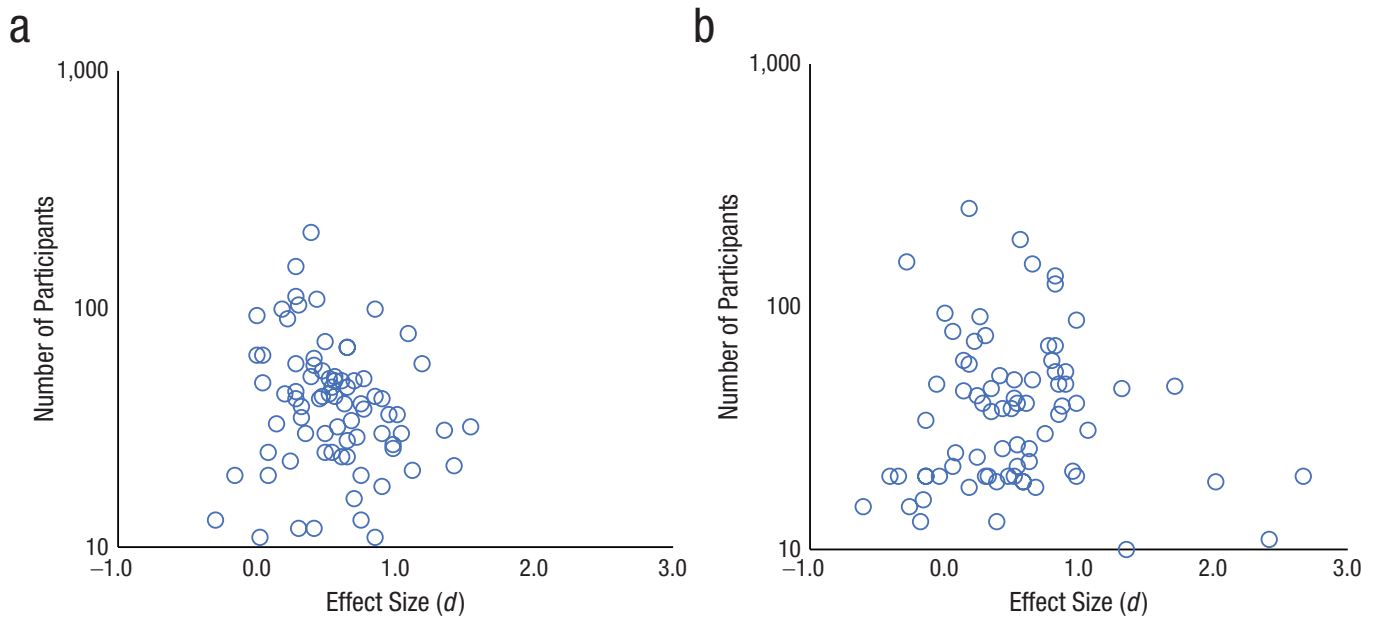 a
1,000
100
10
Number of Participants
–1.0 0.0 1.0 2.0 3.0
Effect Size (d)
b
1,000
100
10
Number of Participants
–1.0 0.0 1.0 2.0 3.0
Effect Size (d)